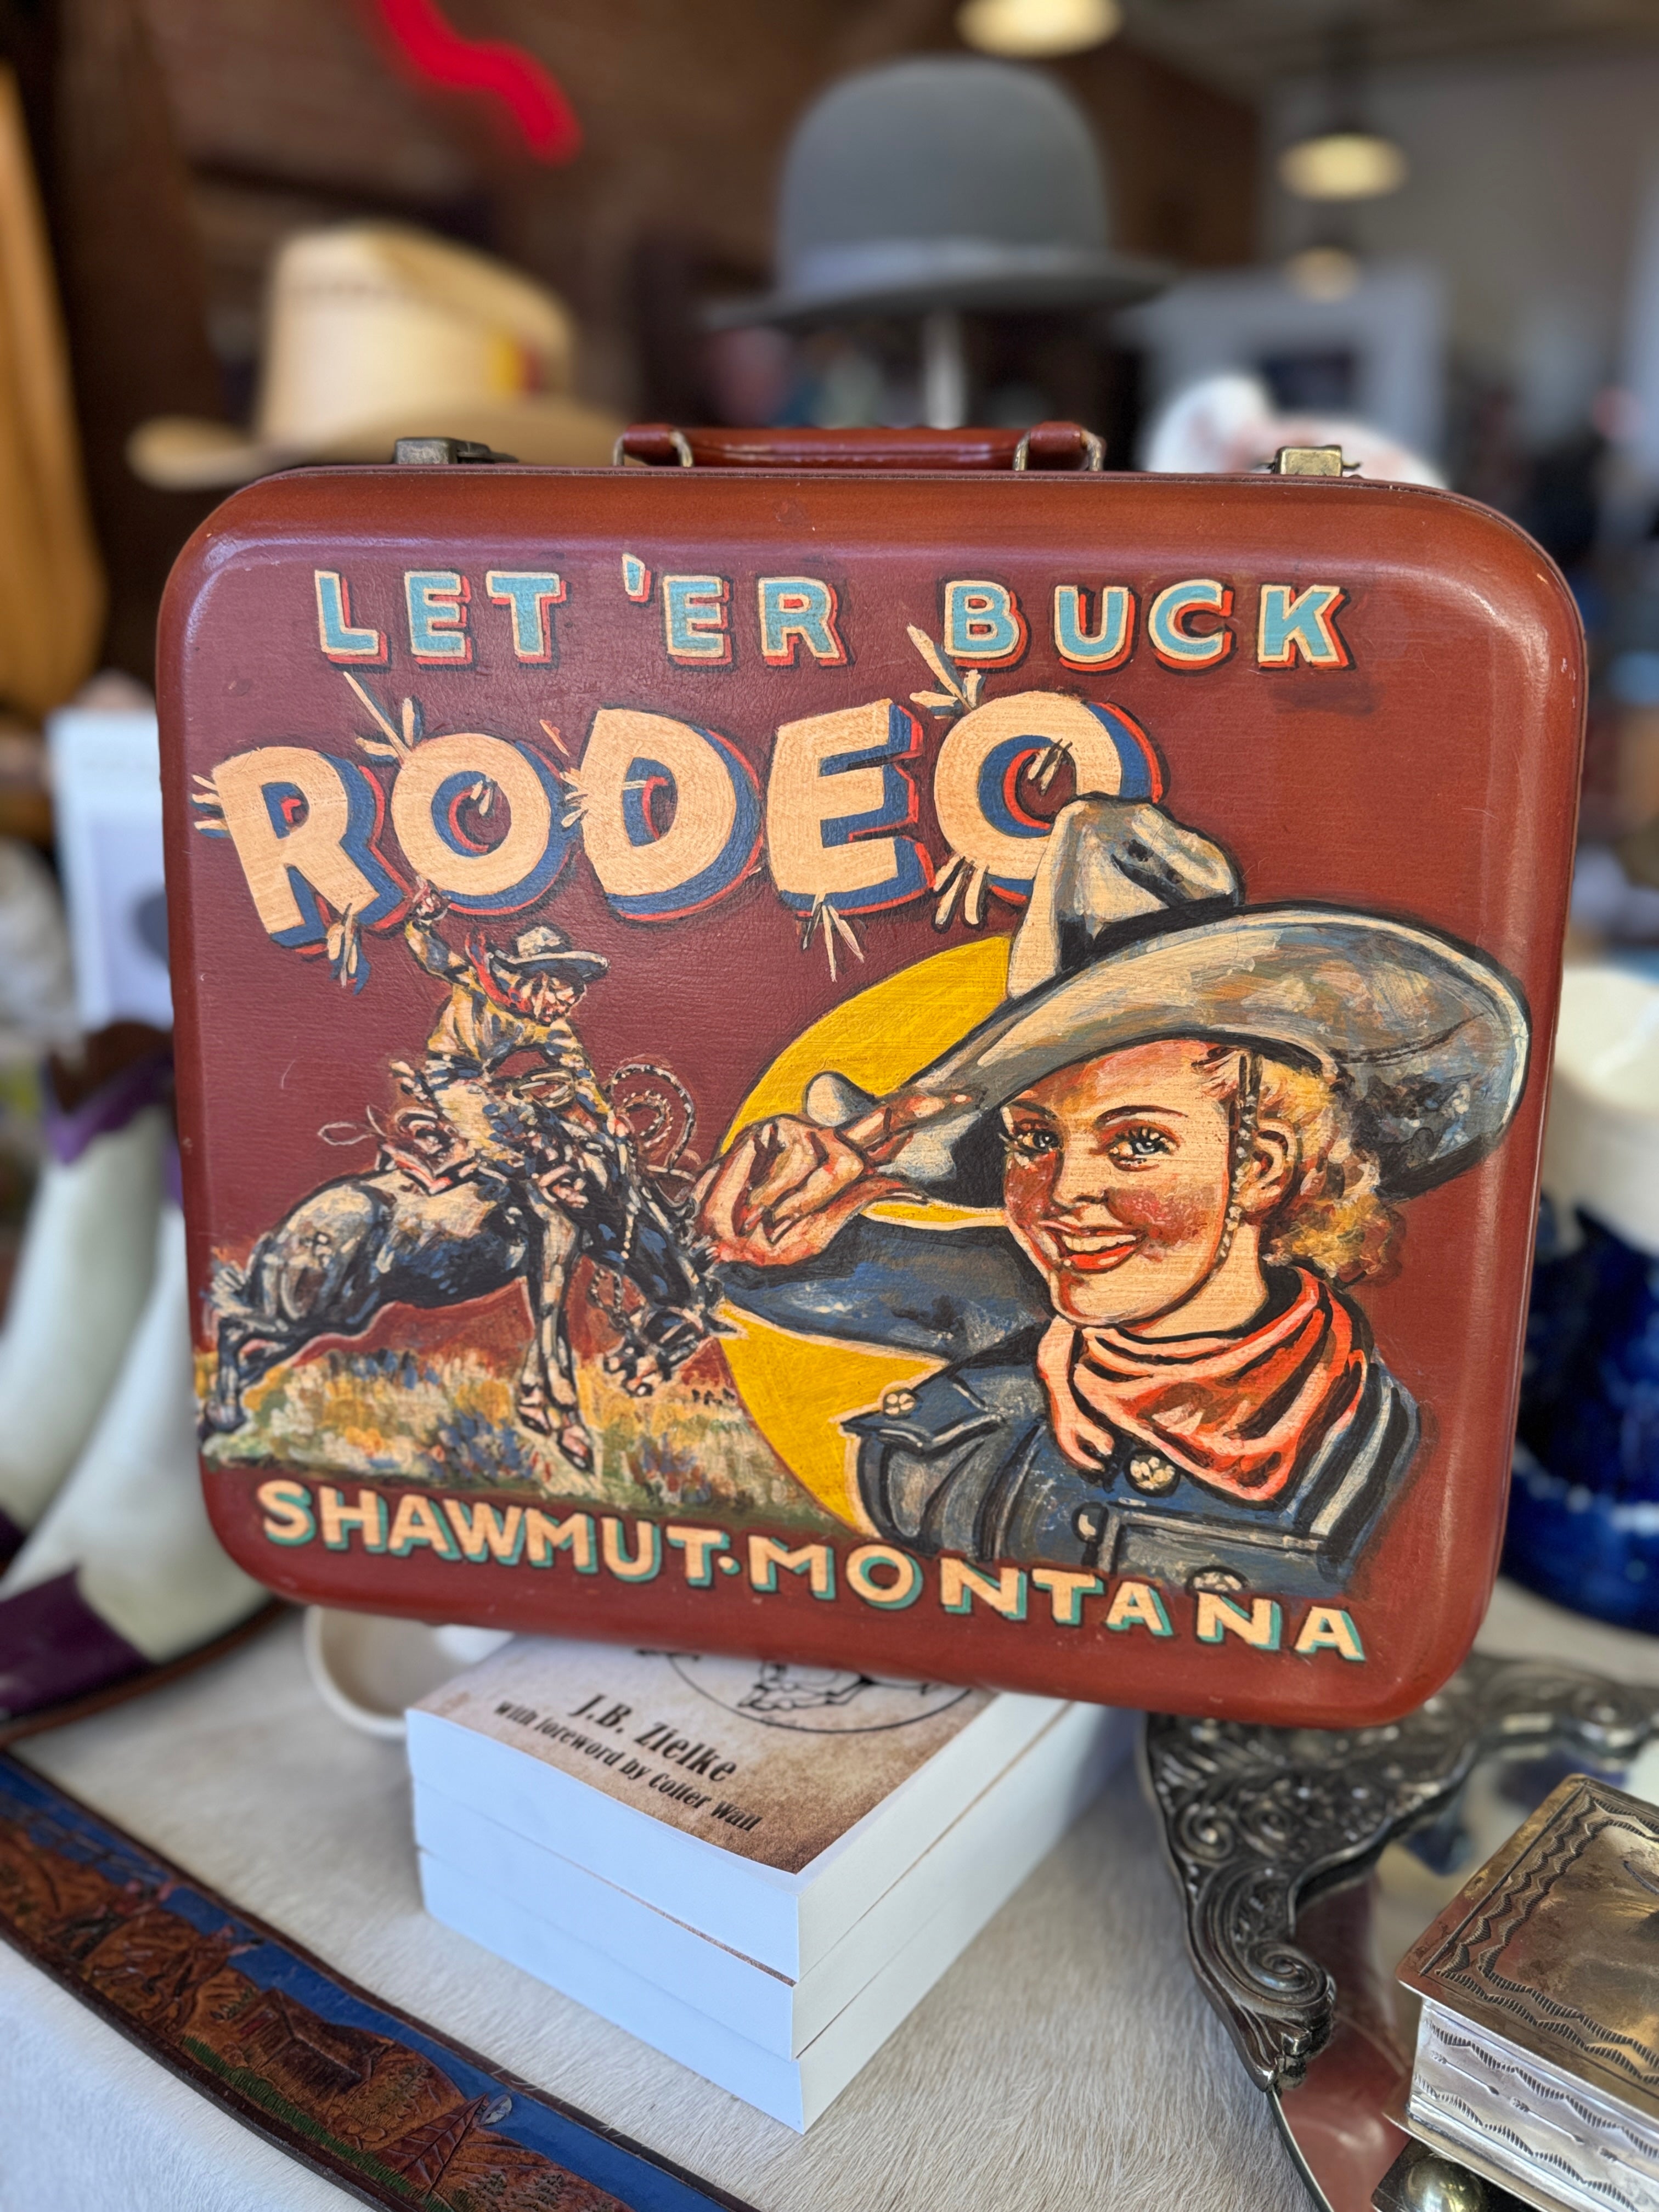 LET 'ER BUCK
RODEO
SHAWMUT·MONTANA
J.B. Zielke
with foreword by Colter Wall